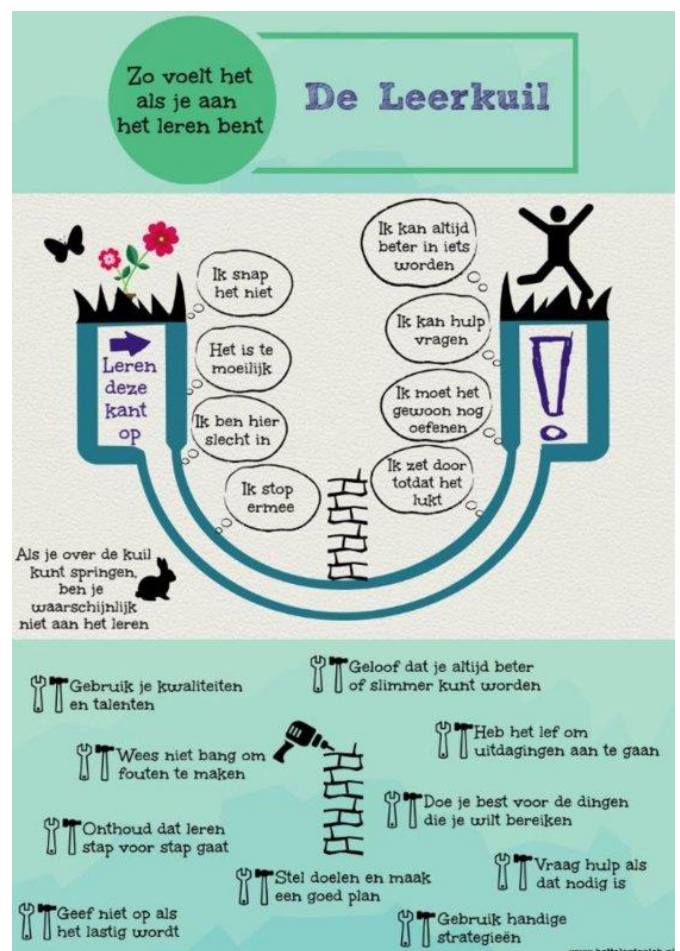 Zo voelt het
als je aan
het leren bent
De Leerkuil
Ik snap
het niet
Het is te
moeilijk
Ik ben hier
slecht in
Ik stop
ermee
Ik kan altijd
beter in iets
worden
Ik kan hulp
vragen
Ik moet het
gewoon nog
oefenen
Ik zet door
totdat het
lukt
Leren
deze
kant
op
!
Als je over de kuil
kunt springen,
ben je
waarschijnlijk
niet aan het leren
Gebruik je kwaliteiten
en talenten
Geloof dat je altijd beter
of slimmer kunt worden
Wees niet bang om
fouten te maken
Heb het lef om
uitdagingen aan te gaan
Onthoud dat leren
stap voor stap gaat
Doe je best voor de dingen
die je wilt bereiken
Stel doelen en maak
een goed plan
Vraag hulp als
dat nodig is
Geef niet op als
het lastig wordt
Gebruik handige
strategieën